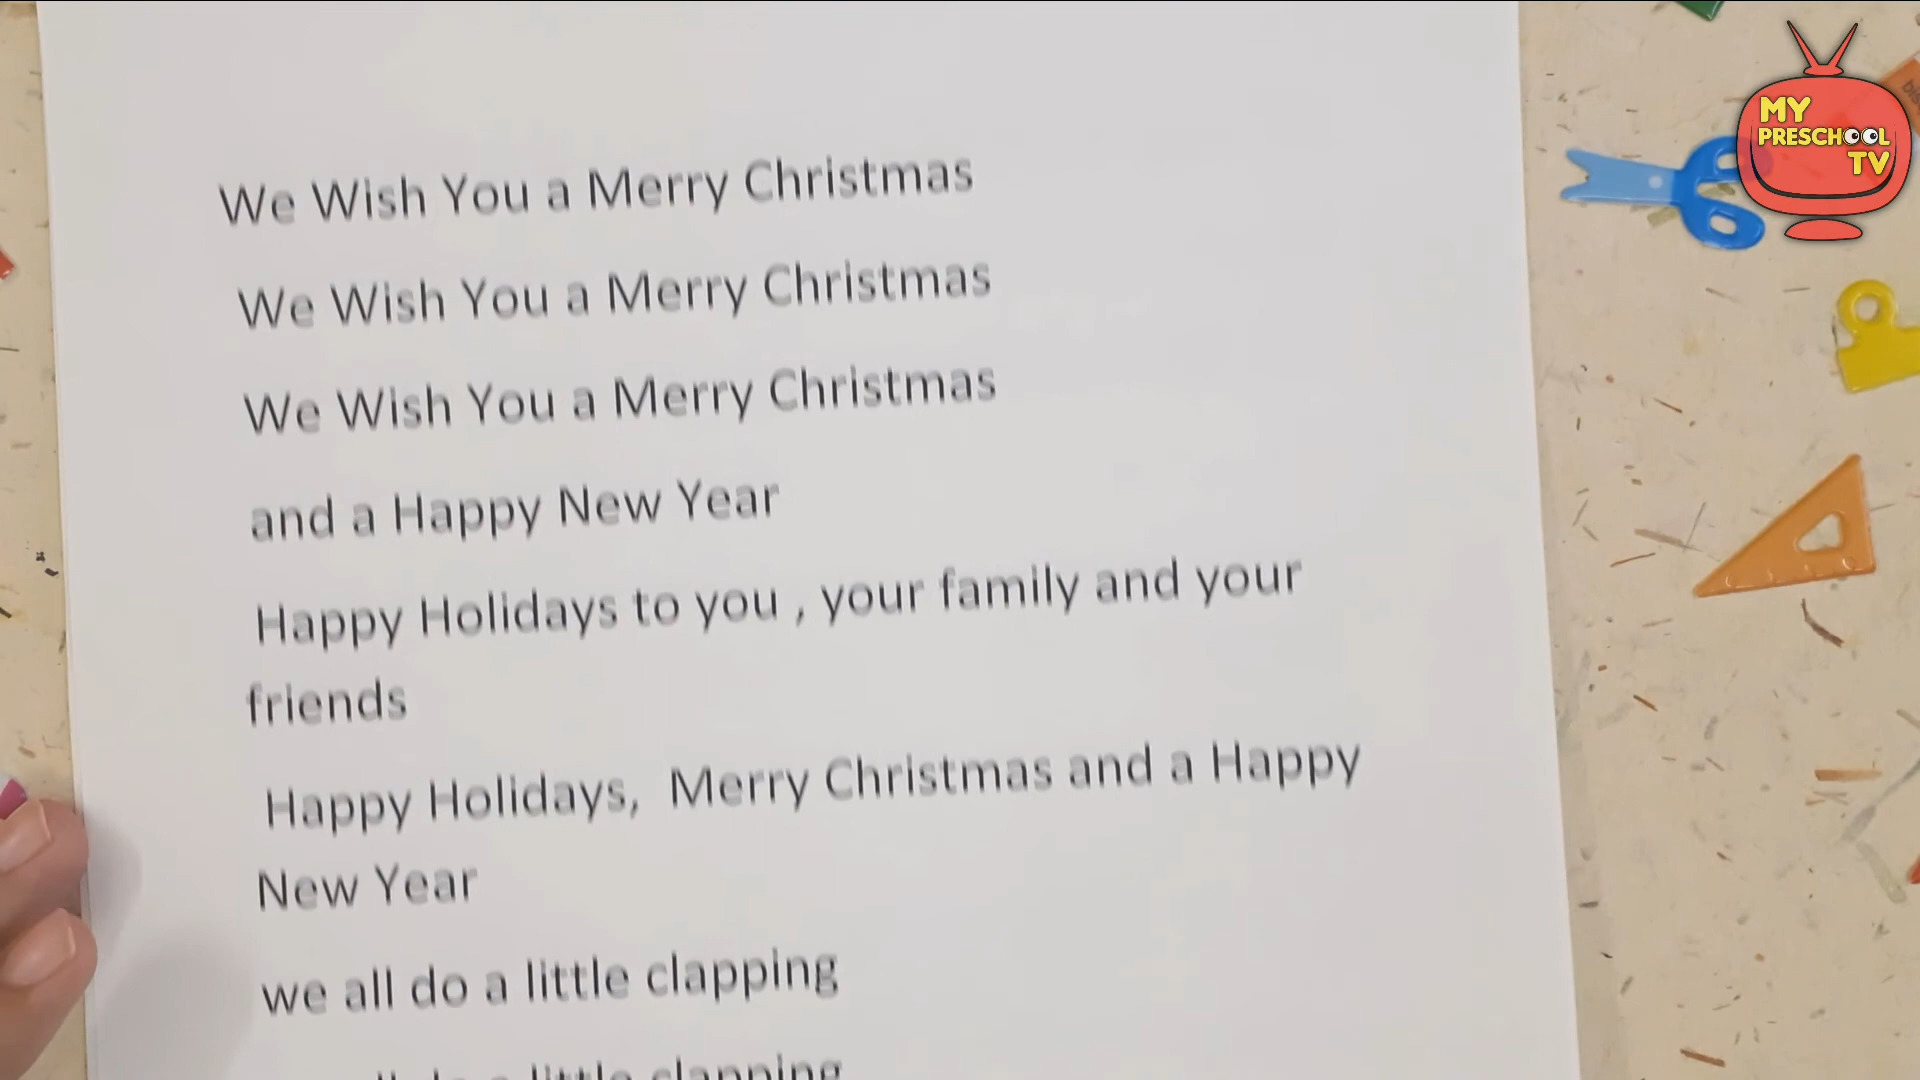 We Wish You a Merry Christmas
We Wish You a Merry Christmas
We Wish You a Merry Christmas
and a Happy New Year
Happy Holidays to you , your family and your
friends
Happy Holidays, Merry Christmas and a Happy
New Year
we all do a little clapping
little clapping
MY
PRESCHOOL
TV